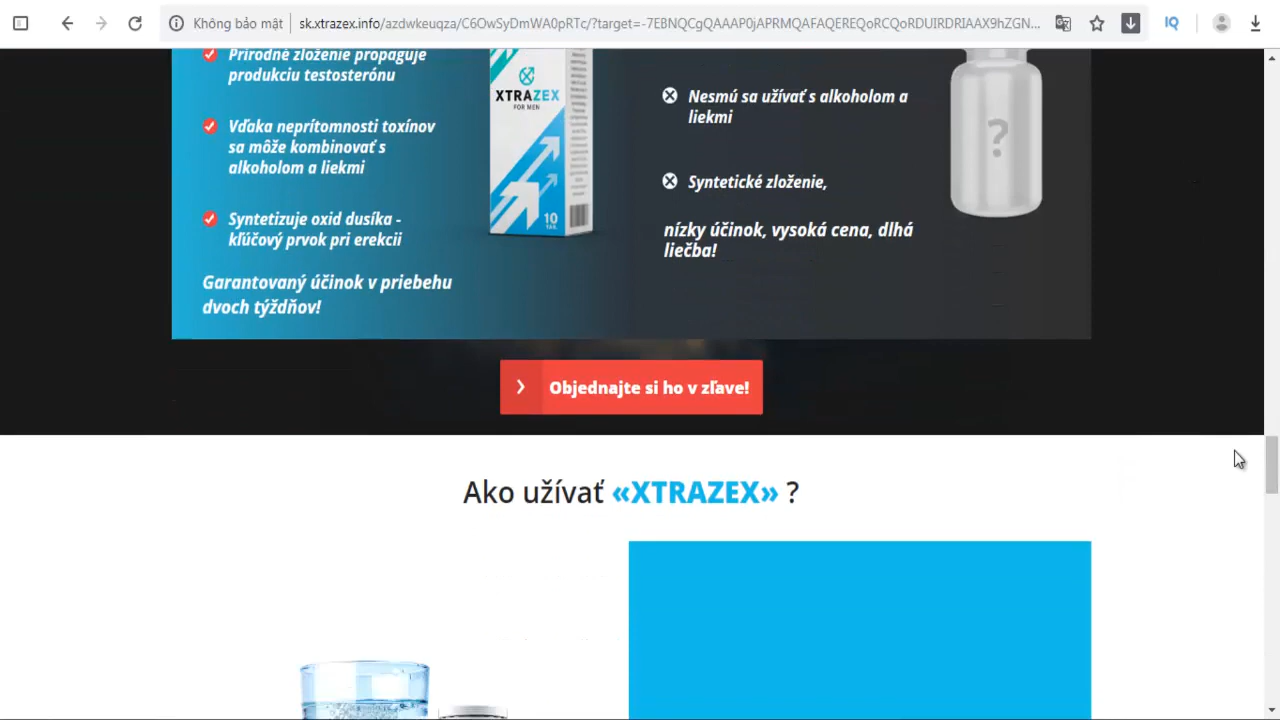 Không bảo mật
sk.xtrazex.info/azdwkeuqza/C6OwSyDmWA0pRTc/?target=-7EBNQCgQAAAP0jAPRMQAFAQEREQoRCQoRDUIRDRIAAX9hZGN...
IQ
Prírodné zloženie propaguje
produkciu testosterónu
Vďaka neprítomnosti toxínov
sa môže kombinovať s
alkoholom a liekmi
Syntetizuje oxid dusíka -
kľúčový prvok pri erekcii
Garantovaný účinok v priebehu
dvoch týždňov!
XTRAZEX
FOR MEN
10
Nesmú sa užívať s alkoholom a
liekmi
Syntetické zloženie,
nízky účinok, vysoká cena, dlhá
liečba!
?
Objednajte si ho v zľave!
Ako užívať «XTRAZEX» ?